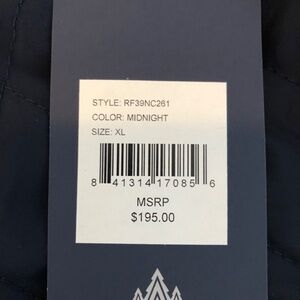 STYLE: RF39NC261
COLOR: MIDNIGHT
SIZE: XL
8 41314 17085 6
MSRP
$195.00